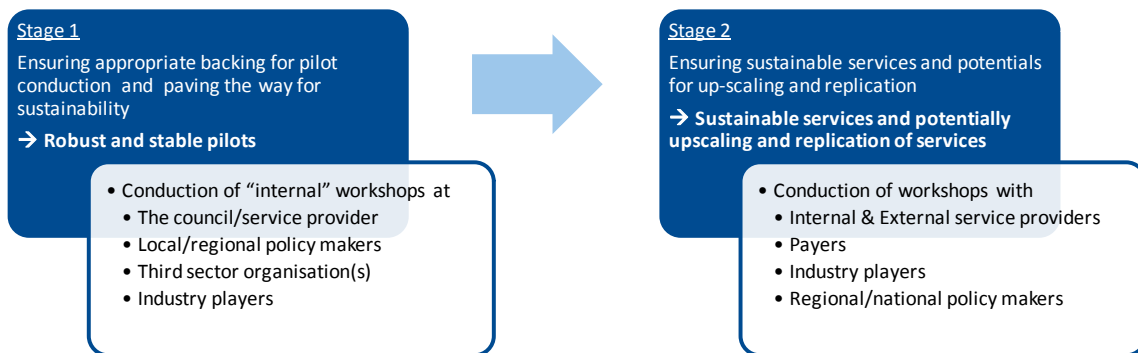 Stage 1
Ensuring appropriate backing for pilot
conduction and paving the way for
sustainability
→ Robust and stable pilots
• Conduction of “internal” workshops at
• The council/service provider
• Local/regional policy makers
• Third sector organisation(s)
• Industry players
Stage 2
Ensuring sustainable services and potentials
for up-scaling and replication
→ Sustainable services and potentially
upscaling and replication of services
• Conduction of workshops with
• Internal & External service providers
• Payers
• Industry players
• Regional/national policy makers